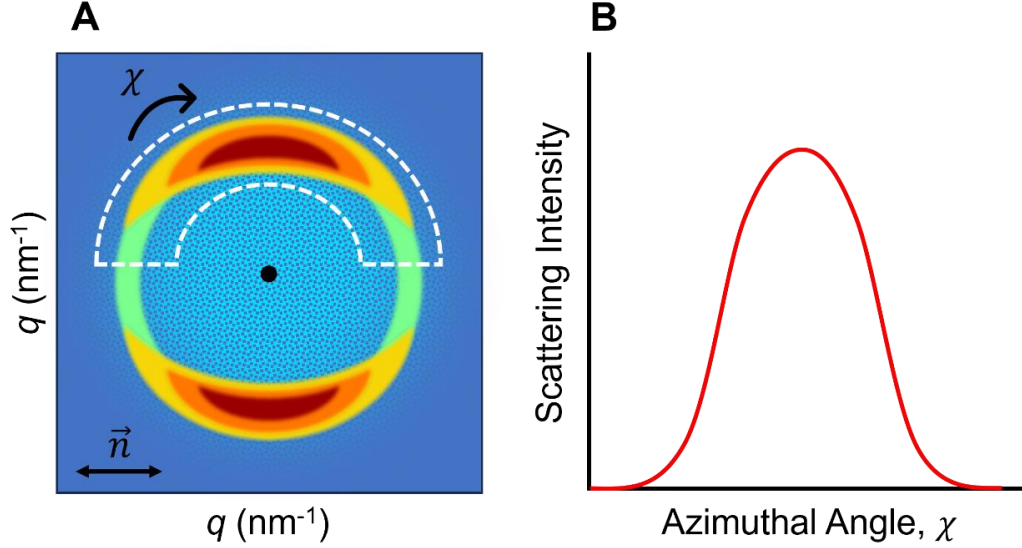 A
B
χ
q (nm⁻¹)
n⃗
q (nm⁻¹)
Scattering Intensity
Azimuthal Angle, χ